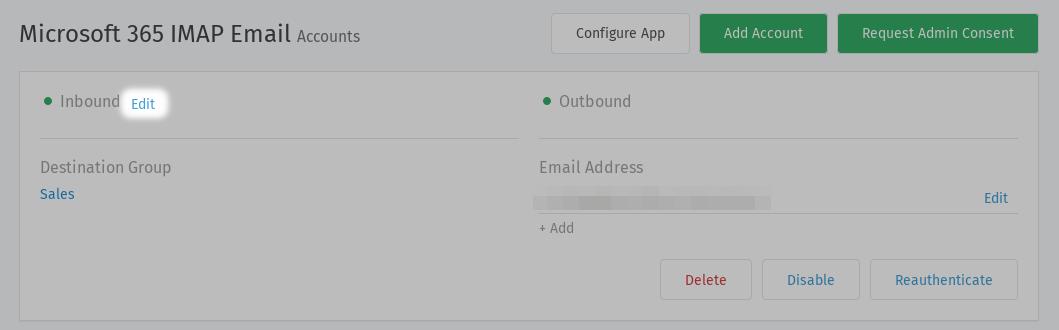 Microsoft 365 IMAP Email Accounts
Configure App
Add Account
Request Admin Consent
Inbound Edit
Outbound
Destination Group
Sales
Email Address
Edit
+ Add
Delete
Disable
Reauthenticate